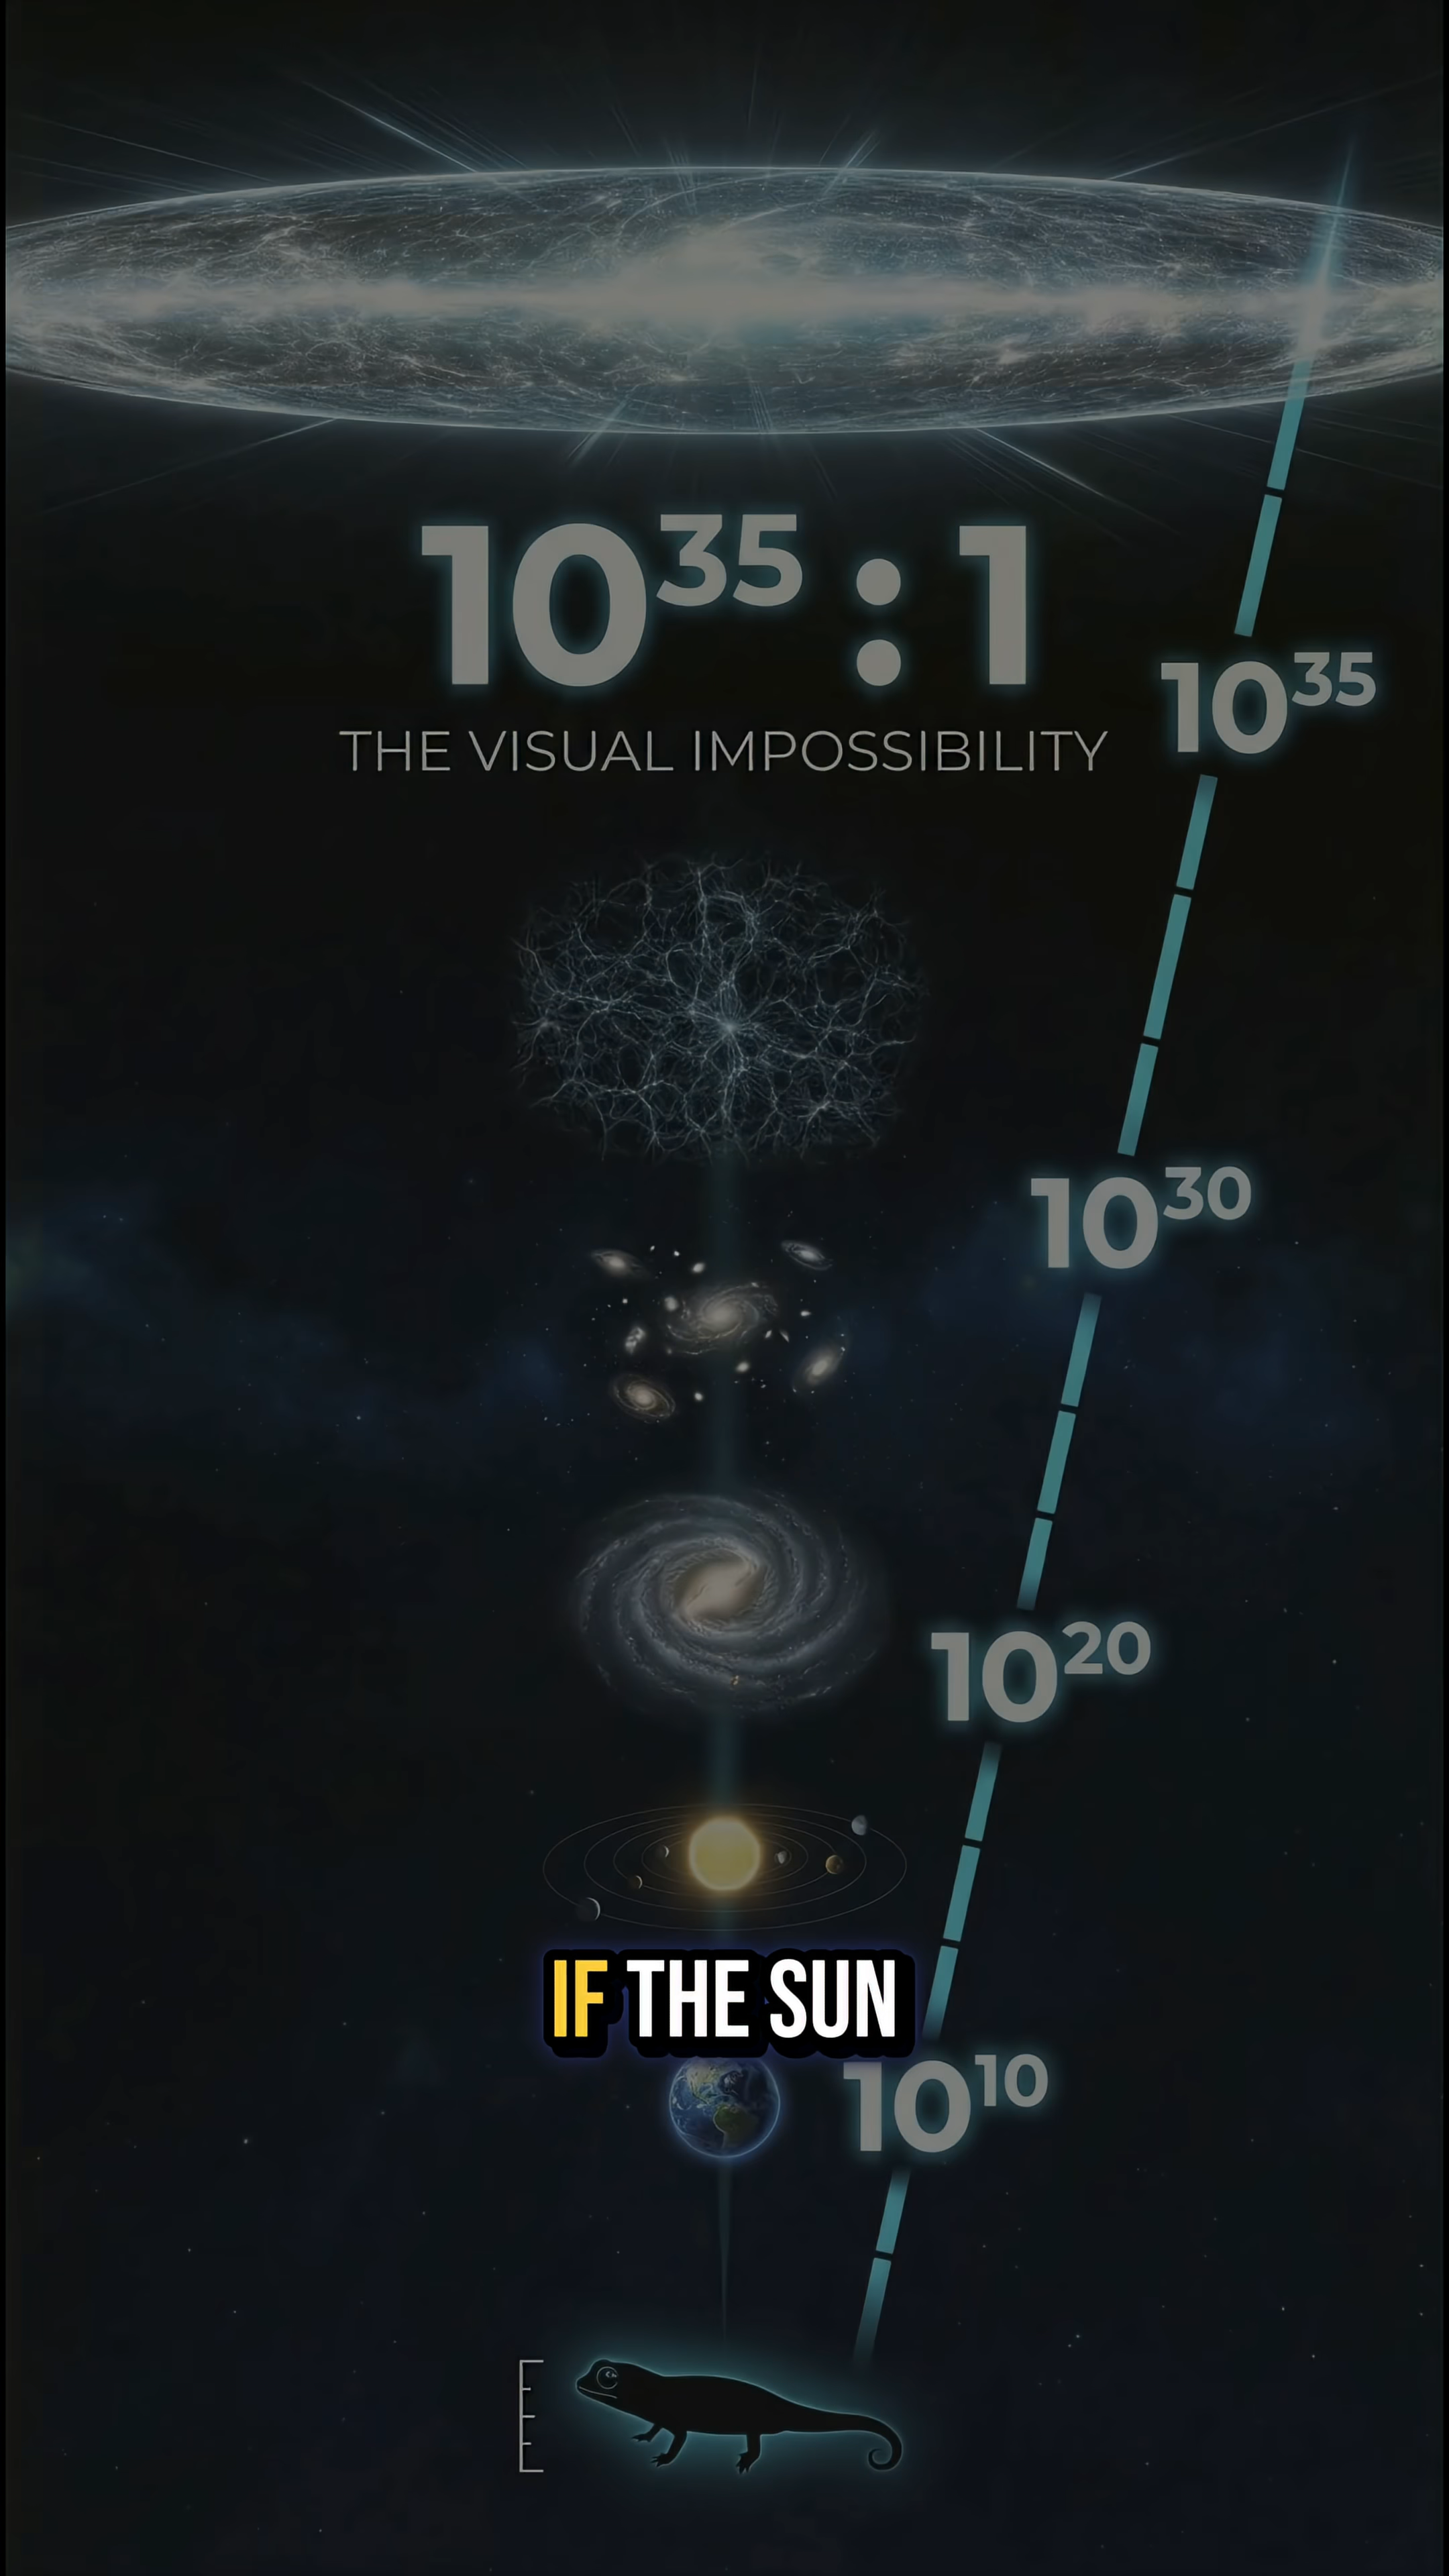 10³⁵ : 1
10³⁵
THE VISUAL IMPOSSIBILITY
10³⁰
10²⁰
IF THE SUN
10¹⁰